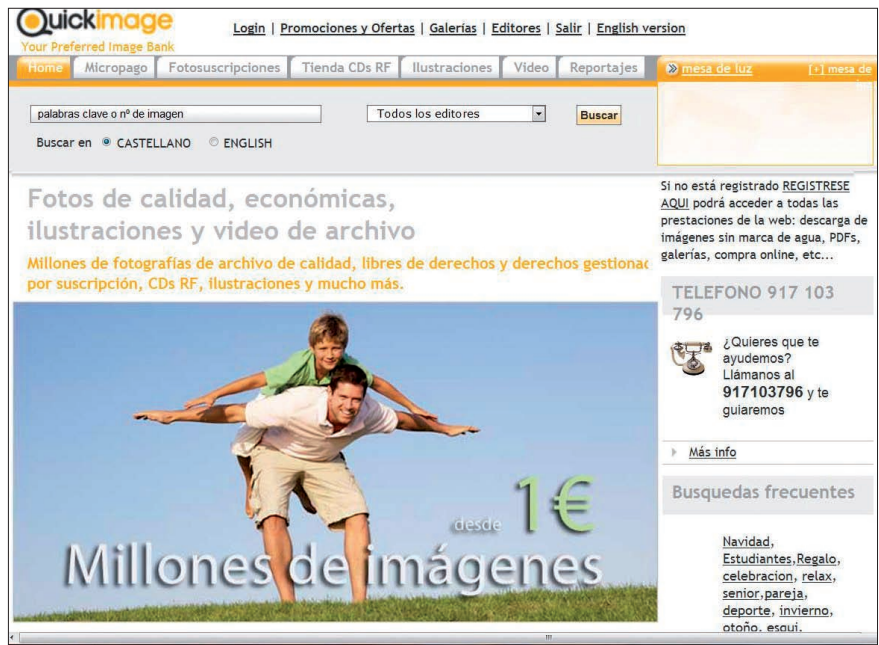 Quickimage
Your Preferred Image Bank
Login | Promociones y Ofertas | Galerías | Editores | Salir | English version
Home Micropago Fotosuscripciones Tienda CDs RF Ilustraciones Video Reportajes
mesa de luz [+] mesa de
palabras clave o nº de imagen Todos los editores Buscar
Buscar en CASTELLANO ENGLISH
Fotos de calidad, económicas,
ilustraciones y video de archivo
Millones de fotografías de archivo de calidad, libres de derechos y derechos gestionad
por suscripción, CDs RF, ilustraciones y mucho más.
desde 1€
Millones de imágenes
Si no está registrado REGISTRESE
AQUI podrá acceder a todas las
prestaciones de la web: descarga de
imágenes sin marca de agua, PDFs,
galerías, compra online, etc...
TELEFONO 917 103
796
¿Quieres que te
ayudemos?
Llámanos al
917103796 y te
guiaremos
Más info
Busquedas frecuentes
Navidad,
Estudiantes,Regalo,
celebracion, relax,
senior,pareja,
deporte, invierno,
otoño, esqui,